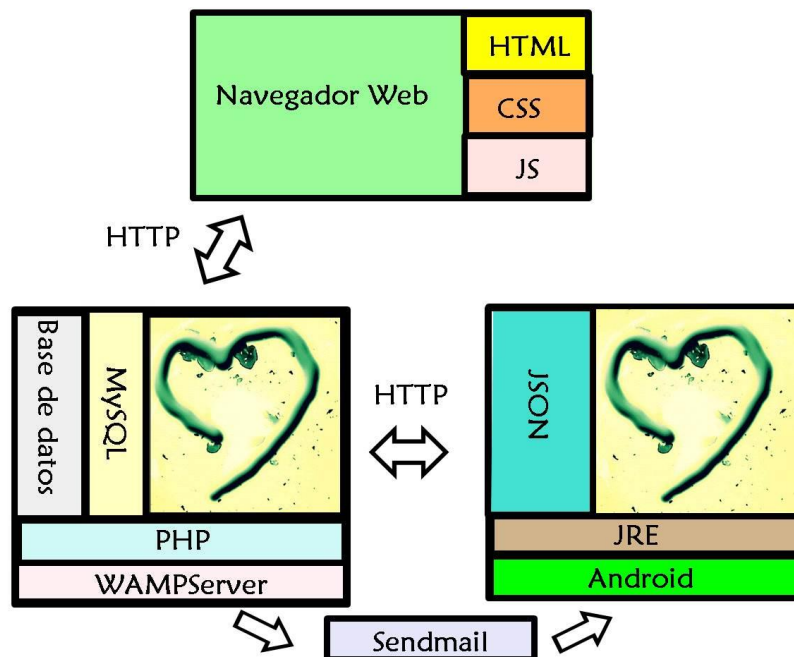 Navegador Web
HTML
CSS
JS
HTTP
Base de datos
MySQL
HTTP
JSON
PHP
WAMPServer
JRE
Android
Sendmail